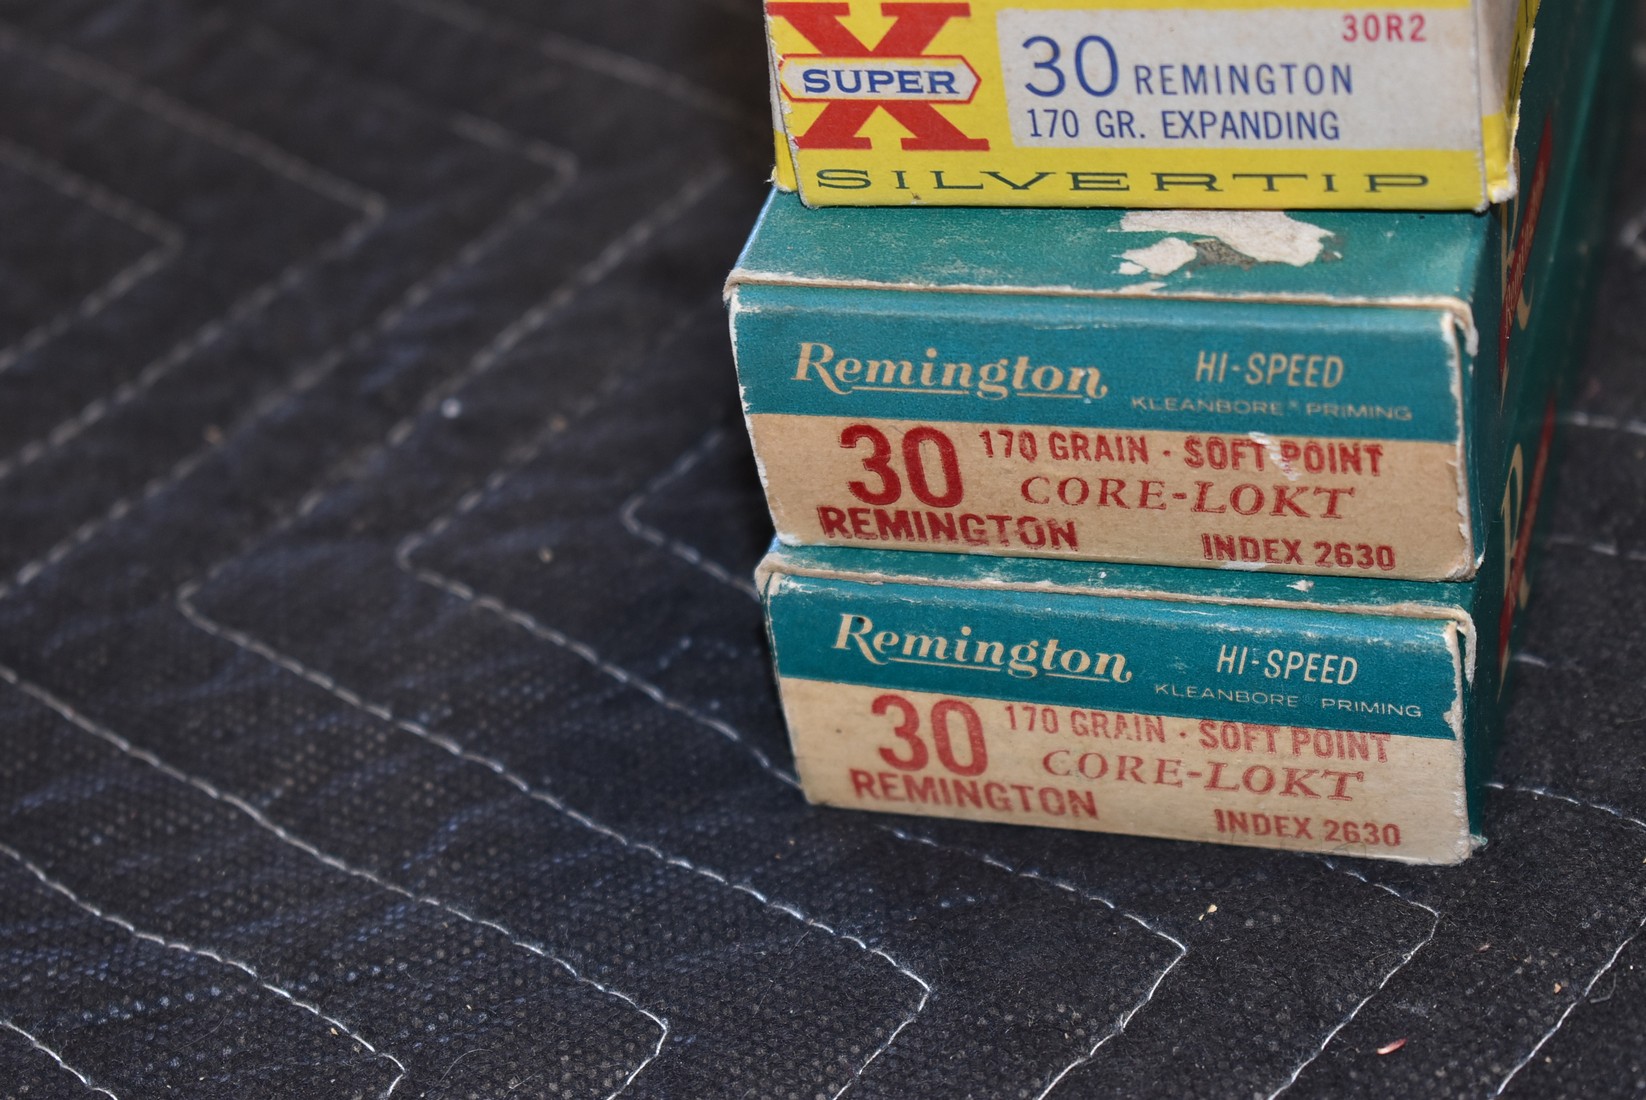 X
SUPER
30R2
30 REMINGTON
170 GR. EXPANDING
SILVERTIP
Remington
HI-SPEED
KLEANBORE® PRIMING
30
170 GRAIN · SOFT POINT
CORE-LOKT
REMINGTON
INDEX 2630
Remington
HI-SPEED
KLEANBORE® PRIMING
30
170 GRAIN · SOFT POINT
CORE-LOKT
REMINGTON
INDEX 2630